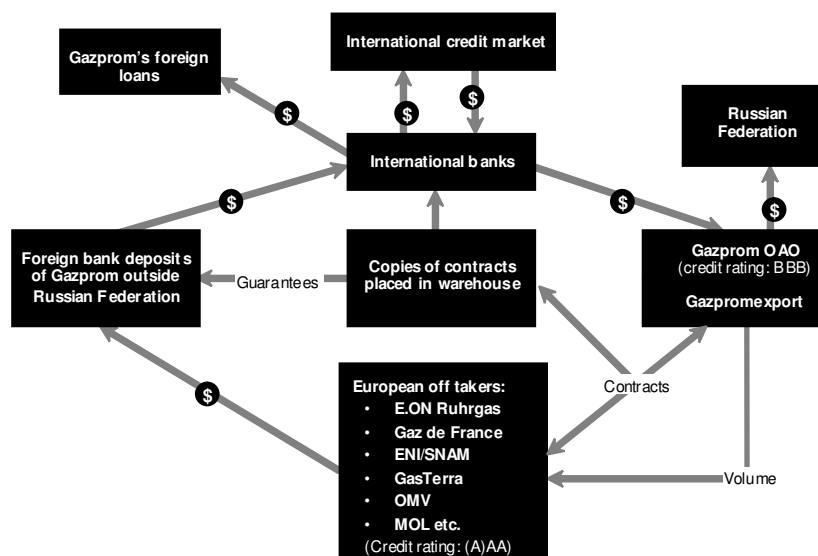 Gazprom's foreign
loans
International credit market
Russian
Federation
$
$
$
International banks
$
$
$
Foreign bank deposits
of Gazprom outside
Russian Federation
Guarantees
Copies of contracts
placed in warehouse
Gazprom OAO
(credit rating: BBB)
Gazpromexport
Contracts
$
European off takers:
• E.ON Ruhrgas
• Gaz de France
• ENI/SNAM
• GasTerra
• OMV
• MOL etc.
(Credit rating: (A)AA)
Volume